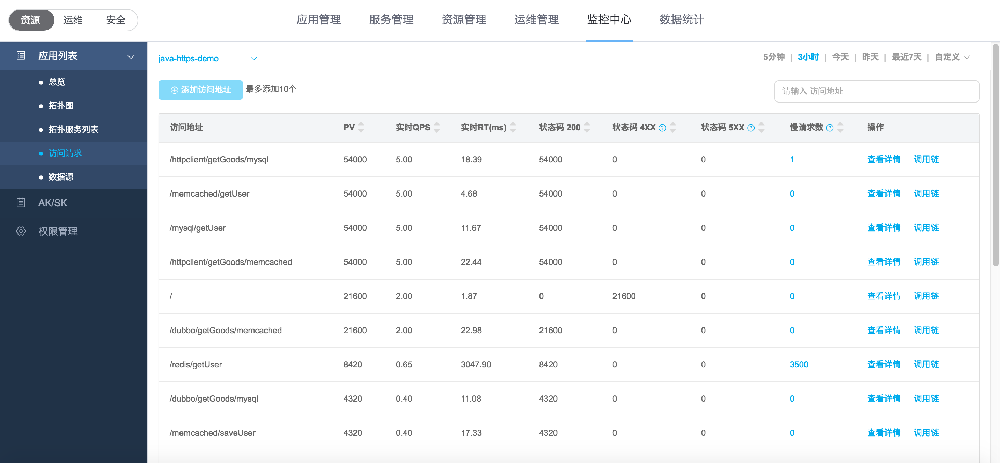 资源 运维 安全 应用管理 服务管理 资源管理 运维管理 监控中心 数据统计
应用列表
总览
拓扑图
拓扑服务列表
访问请求
数据源
AK/SK
权限管理
java-https-demo 5分钟 | 3小时 | 今天 | 昨天 | 最近7天 | 自定义
添加访问地址 最多添加10个 请输入 访问地址
访问地址 PV 实时QPS 实时RT(ms) 状态码 200 状态码 4XX ? 状态码 5XX ? 慢请求数 ? 操作
/httpclient/getGoods/mysql 54000 5.00 18.39 54000 0 0 1 查看详情 调用链
/memcached/getUser 54000 5.00 4.68 54000 0 0 0 查看详情 调用链
/mysql/getUser 54000 5.00 11.67 54000 0 0 0 查看详情 调用链
/httpclient/getGoods/memcached 54000 5.00 22.44 54000 0 0 0 查看详情 调用链
/ 21600 2.00 1.87 0 21600 0 0 查看详情 调用链
/dubbo/getGoods/memcached 21600 2.00 22.98 21600 0 0 0 查看详情 调用链
/redis/getUser 8420 0.65 3047.90 8420 0 0 3500 查看详情 调用链
/dubbo/getGoods/mysql 4320 0.40 11.08 4320 0 0 0 查看详情 调用链
/memcached/saveUser 4320 0.40 17.33 4320 0 0 0 查看详情 调用链